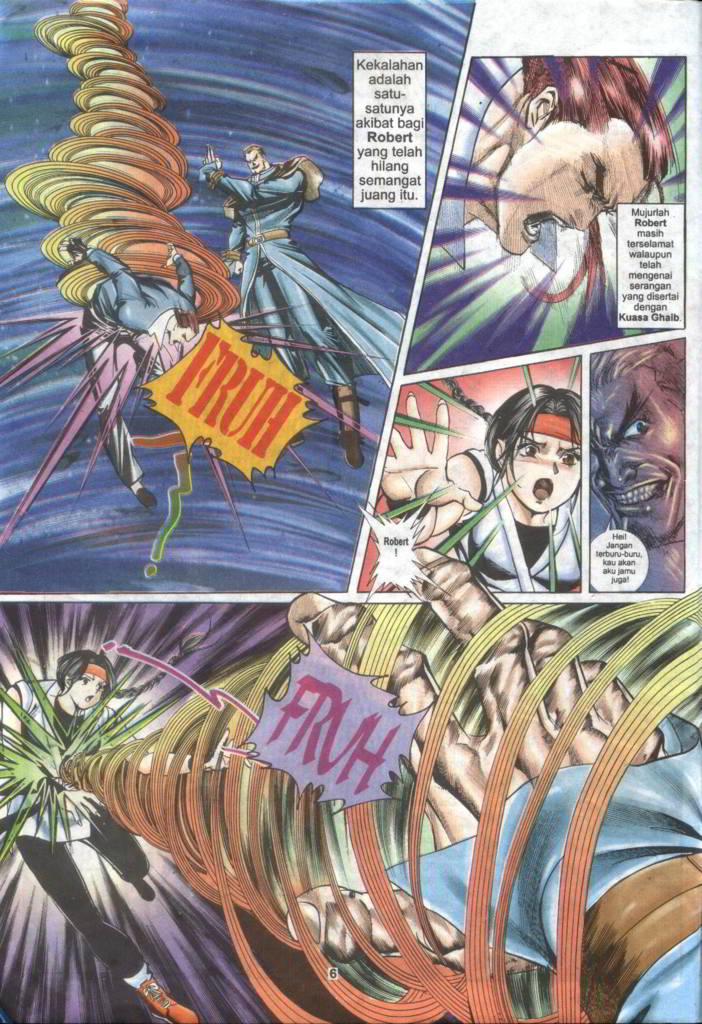 Kekalahan
adalah
satu-
satunya
akibat bagi
Robert
yang telah
hilang
semangat
juang itu.
Mujurlah
Robert
masih
terselamat
walaupun
telah
mengenai
serangan
yang disertai
dengan
Kuasa Ghaib.
FRUH
Robert
!
Hei!
Jangan
terburu-buru,
kau akan
aku jamu
juga!
FRUH
6